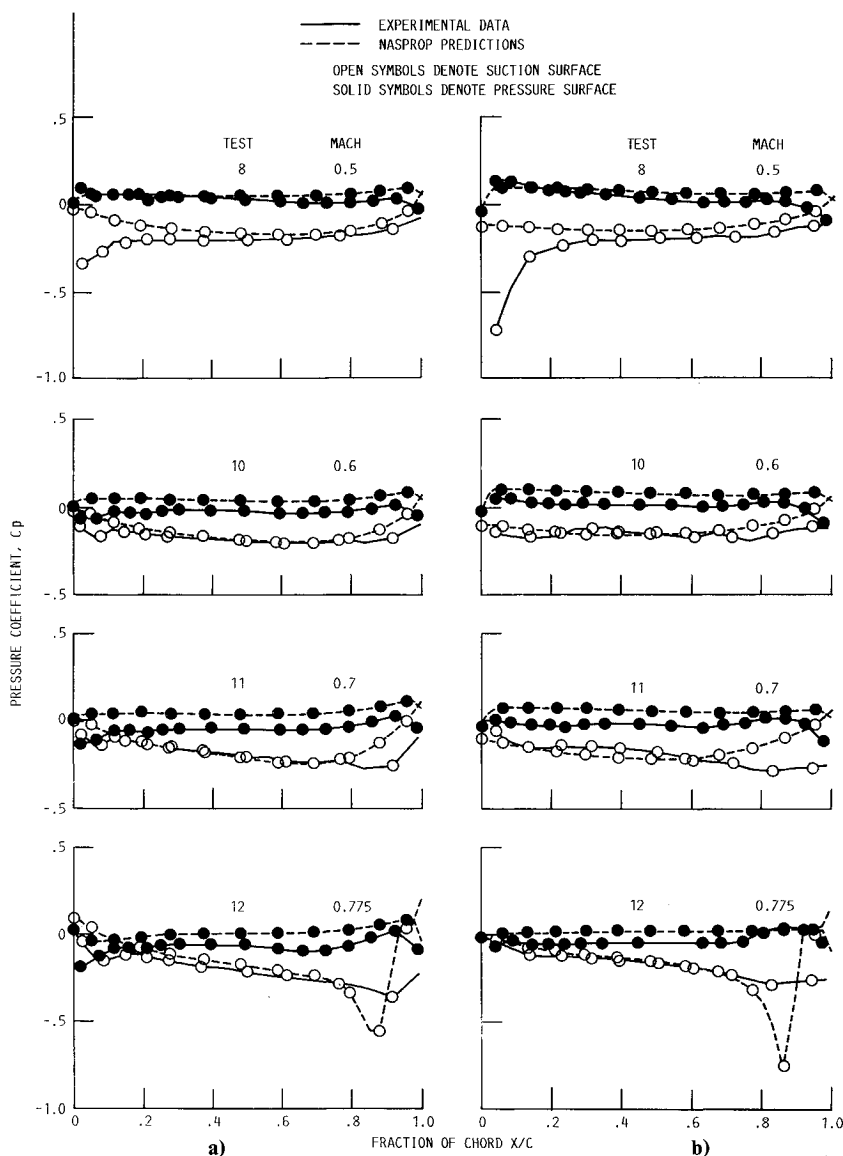 EXPERIMENTAL DATA
NASPROP PREDICTIONS
OPEN SYMBOLS DENOTE SUCTION SURFACE
SOLID SYMBOLS DENOTE PRESSURE SURFACE
.5
TEST MACH TEST MACH
8 0.5 8 0.5
0
-.5
-1.0
.5
10 0.6 10 0.6
0
-.5
PRESSURE COEFFICIENT, Cp
.5
11 0.7 11 0.7
0
-.5
.5
12 0.775 12 0.775
0
-.5
-1.0
0 .2 .4 .6 .8 1.0 0 .2 .4 .6 .8 1.0
a) FRACTION OF CHORD X/C b)